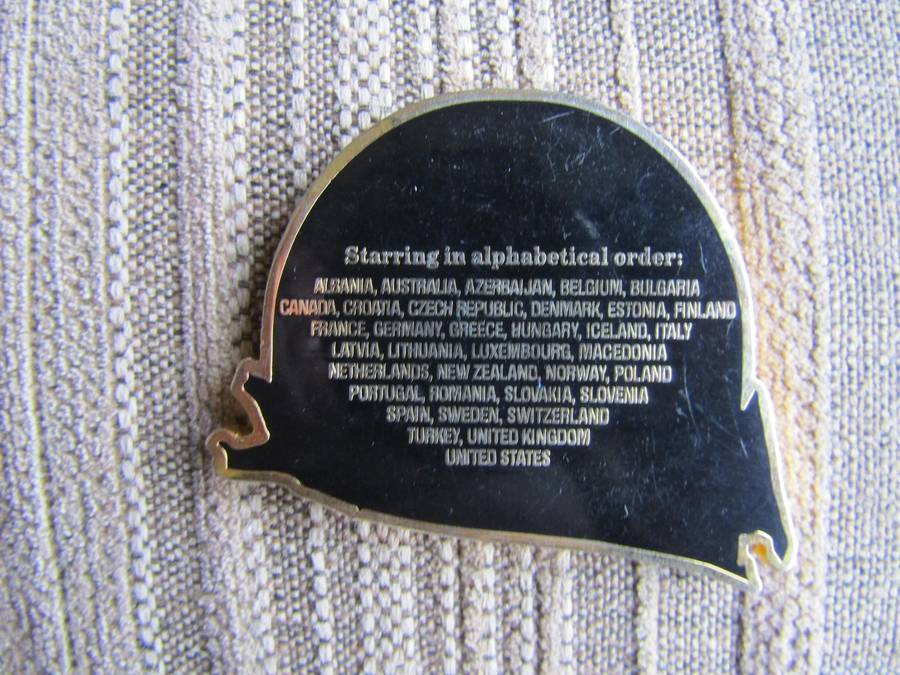 Starring in alphabetical order:
ALBANIA, AUSTRALIA, AZERBAIJAN, BELGIUM, BULGARIA
CANADA, CROATIA, CZECH REPUBLIC, DENMARK, ESTONIA, FINLAND
FRANCE, GERMANY, GREECE, HUNGARY, ICELAND, ITALY
LATVIA, LITHUANIA, LUXEMBOURG, MACEDONIA
NETHERLANDS, NEW ZEALAND, NORWAY, POLAND
PORTUGAL, ROMANIA, SLOVAKIA, SLOVENIA
SPAIN, SWEDEN, SWITZERLAND
TURKEY, UNITED KINGDOM
UNITED STATES